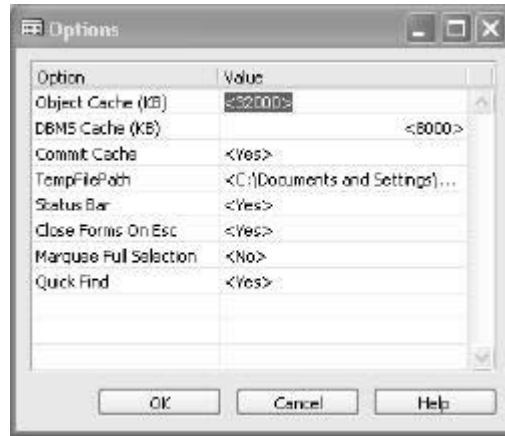 Options
Option Value
Object Cache (KB) <32000>
DBMS Cache (KB) <8000>
Commit Cache <Yes>
TempFilePath <C:\Documents and Settings\...
Status Bar <Yes>
Close Forms On Esc <Yes>
Marquee Full Selection <No>
Quick Find <Yes>
OK Cancel Help